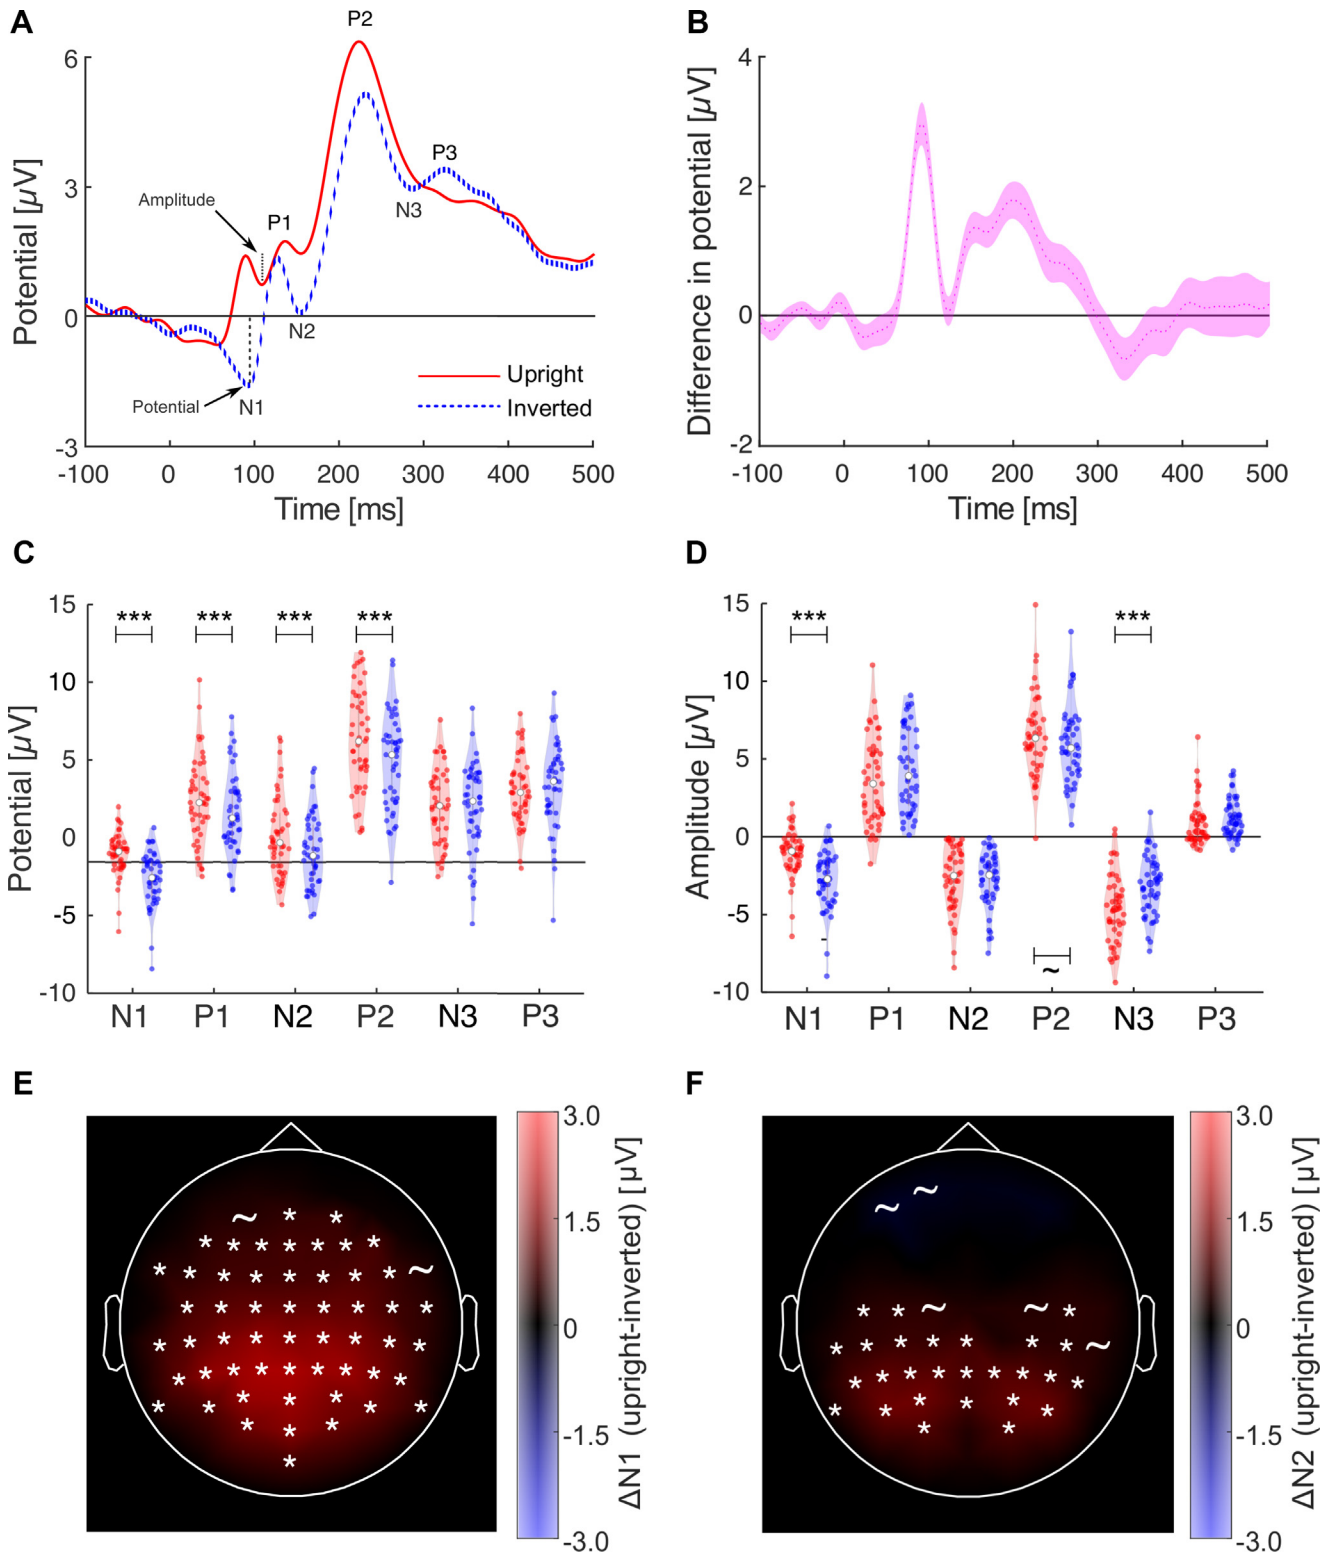 A
P2
6
Potential [µV]
P3
3
Amplitude
P1
N3
0
N2
Upright
Potential
N1
Inverted
-3
-100 0 100 200 300 400 500
Time [ms]
B
4
Difference in potential [µV]
2
0
-2
-100 0 100 200 300 400 500
Time [ms]
C
15
*** *** *** ***
10
Potential [µV]
5
0
-5
-10
N1 P1 N2 P2 N3 P3
D
15
*** ***
10
Amplitude [µV]
5
0
-5
~
-10
N1 P1 N2 P2 N3 P3
E
3.0
1.5
0
-1.5
-3.0
ΔN1 (upright-inverted) [µV]
F
3.0
1.5
0
-1.5
-3.0
ΔN2 (upright-inverted) [µV]